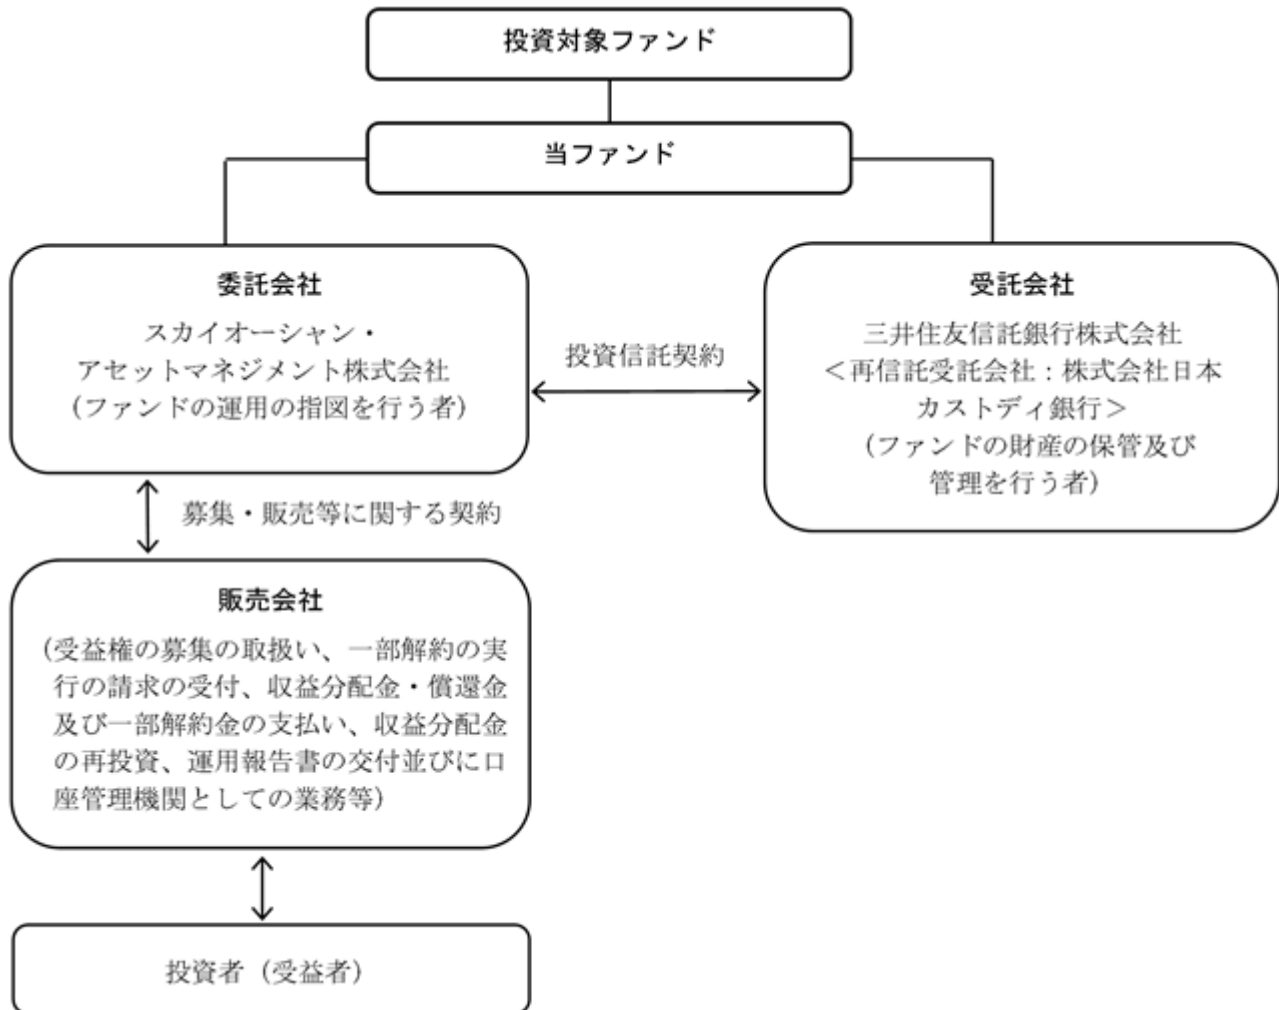 投資対象ファンド
当ファンド
委託会社
スカイオーシャン・
アセットマネジメント株式会社
(ファンドの運用の指図を行う者)
投資信託契約
受託会社
三井住友信託銀行株式会社
＜再信託受託会社：株式会社日本
カストディ銀行＞
(ファンドの財産の保管及び
管理を行う者)
募集・販売等に関する契約
販売会社
(受益権の募集の取扱い、一部解約の実
行の請求の受付、収益分配金・償還金
及び一部解約金の支払い、収益分配金
の再投資、運用報告書の交付並びに口
座管理機関としての業務等)
投資者（受益者）